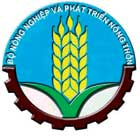 BỘ NÔNG NGHIỆP VÀ PHÁT TRIỂN NÔNG THÔN